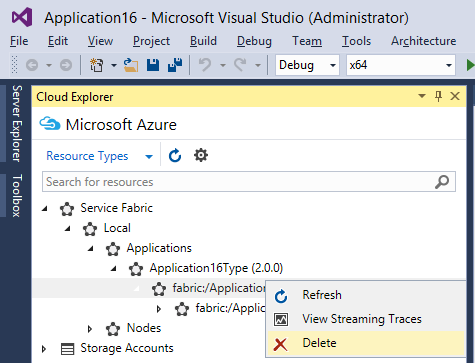 Application16 - Microsoft Visual Studio (Administrator)
File Edit View Project Build Debug Team Tools Architecture
Debug x64
Server Explorer
Toolbox
Cloud Explorer
Microsoft Azure
Resource Types
Search for resources
Service Fabric
Local
Applications
Application16Type (2.0.0)
fabric:/Application
fabric:/Applic
Nodes
Storage Accounts
Refresh
View Streaming Traces
Delete